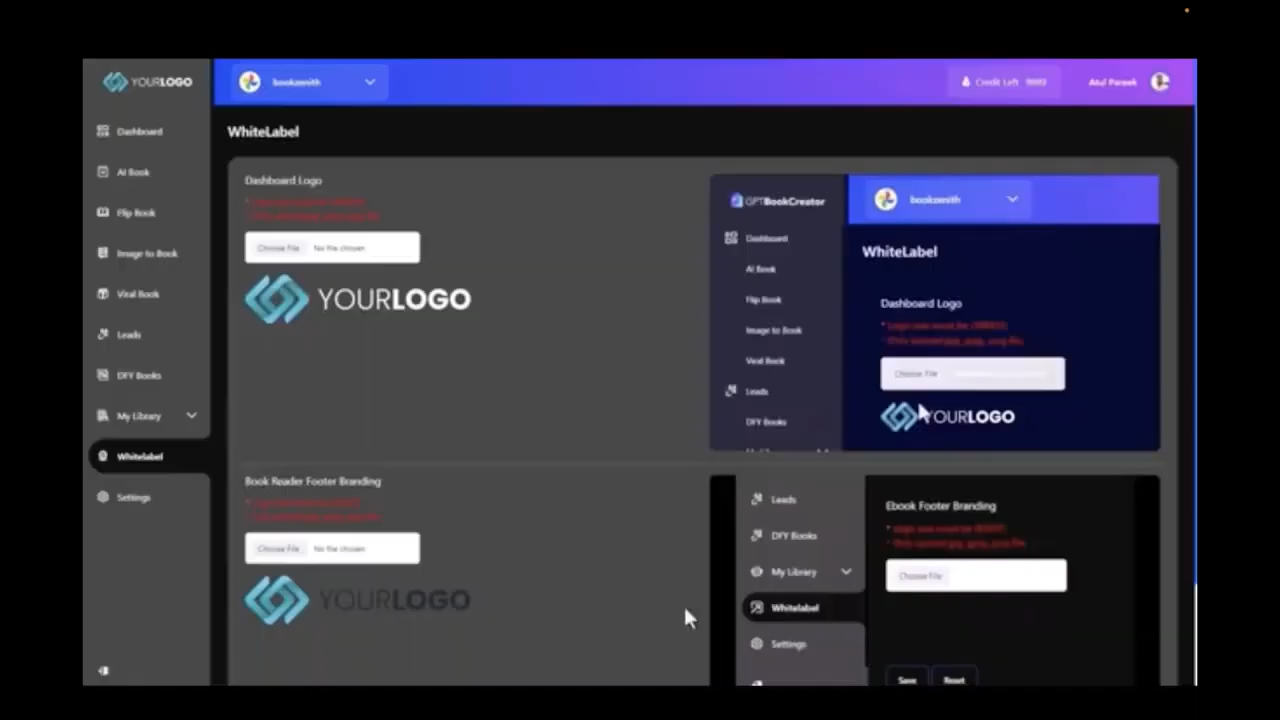 YOURLOGO
bookzenith
Credit Left
Atul Pareek
Dashboard
AI Book
Flip Book
Image to Book
Viral Book
Leads
DFY Books
My Library
Whitelabel
Settings
WhiteLabel
Dashboard Logo
Choose File No file chosen
YOURLOGO
Book Reader Footer Branding
Choose File No file chosen
YOURLOGO
GPTBookCreator
bookzenith
Dashboard
AI Book
Flip Book
Image to Book
Viral Book
Leads
DFY Books
WhiteLabel
Dashboard Logo
Choose File
YOURLOGO
Leads
DFY Books
My Library
Whitelabel
Settings
Ebook Footer Branding
Choose File
Save Reset